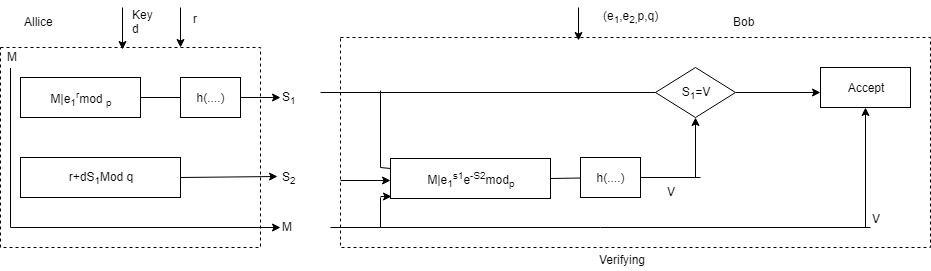 Allice
Key
d
r
(e₁,e₂,p,q)
Bob
M
M|e₁ʳmod ₚ
h(....)
S₁
S₁=V
Accept
r+dS₁Mod q
S₂
M|e₁ˢ¹e⁻ˢ²modₚ
h(....)
V
M
V
Verifying